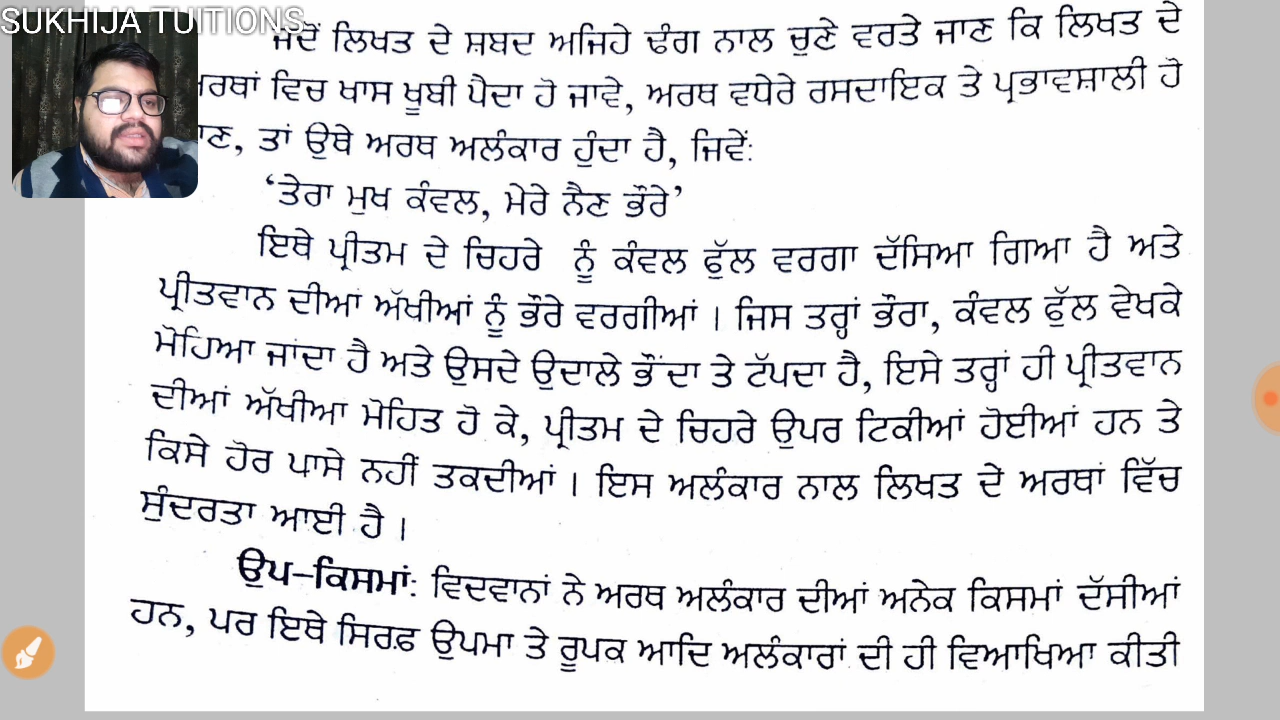 SUKHIJA TUITIONS
ਜਦੋਂ ਲਿਖਤ ਦੇ ਸ਼ਬਦ ਅਜਿਹੇ ਢੰਗ ਨਾਲ ਚੁਣੇ ਵਰਤੇ ਜਾਣ ਕਿ ਲਿਖਤ ਦੇ
ਵਿਚ ਖਾਸ ਖੂਬੀ ਪੈਦਾ ਹੋ ਜਾਵੇ, ਅਰਥ ਵਧੇਰੇ ਰਸਦਾਇਕ ਤੇ ਪ੍ਰਭਾਵਸ਼ਾਲੀ ਹੋ
ਤਾਂ ਉਥੇ ਅਰਥ ਅਲੰਕਾਰ ਹੁੰਦਾ ਹੈ, ਜਿਵੇਂ:
‘ਤੇਰਾ ਮੁਖ ਕੰਵਲ, ਮੇਰੇ ਨੈਣ ਭੌਰੇ’
ਇਥੇ ਪ੍ਰੀਤਮ ਦੇ ਚਿਹਰੇ ਨੂੰ ਕੰਵਲ ਫੁੱਲ ਵਰਗਾ ਦੱਸਿਆ ਗਿਆ ਹੈ ਅਤੇ
ਪ੍ਰੀਤਵਾਨ ਦੀਆਂ ਅੱਖੀਆਂ ਨੂੰ ਭੌਰੇ ਵਰਗੀਆਂ । ਜਿਸ ਤਰ੍ਹਾਂ ਭੌਰਾ, ਕੰਵਲ ਫੁੱਲ ਵੇਖਕੇ
ਮੋਹਿਆ ਜਾਂਦਾ ਹੈ ਅਤੇ ਉਸਦੇ ਉਦਾਲੇ ਭੌਂਦਾ ਤੇ ਟੱਪਦਾ ਹੈ, ਇਸੇ ਤਰ੍ਹਾਂ ਹੀ ਪ੍ਰੀਤਵਾਨ
ਦੀਆਂ ਅੱਖੀਆ ਮੋਹਿਤ ਹੋ ਕੇ, ਪ੍ਰੀਤਮ ਦੇ ਚਿਹਰੇ ਉਪਰ ਟਿਕੀਆਂ ਹੋਈਆਂ ਹਨ ਤੇ
ਕਿਸੇ ਹੋਰ ਪਾਸੇ ਨਹੀਂ ਤਕਦੀਆਂ । ਇਸ ਅਲੰਕਾਰ ਨਾਲ ਲਿਖਤ ਦੇ ਅਰਥਾਂ ਵਿੱਚ
ਸੁੰਦਰਤਾ ਆਈ ਹੈ ।
ਉਪ-ਕਿਸਮਾਂ: ਵਿਦਵਾਨਾਂ ਨੇ ਅਰਥ ਅਲੰਕਾਰ ਦੀਆਂ ਅਨੇਕ ਕਿਸਮਾਂ ਦੱਸੀਆਂ
ਹਨ, ਪਰ ਇਥੇ ਸਿਰਫ਼ ਉਪਮਾ ਤੇ ਰੂਪਕ ਆਦਿ ਅਲੰਕਾਰਾਂ ਦੀ ਹੀ ਵਿਆਖਿਆ ਕੀਤੀ